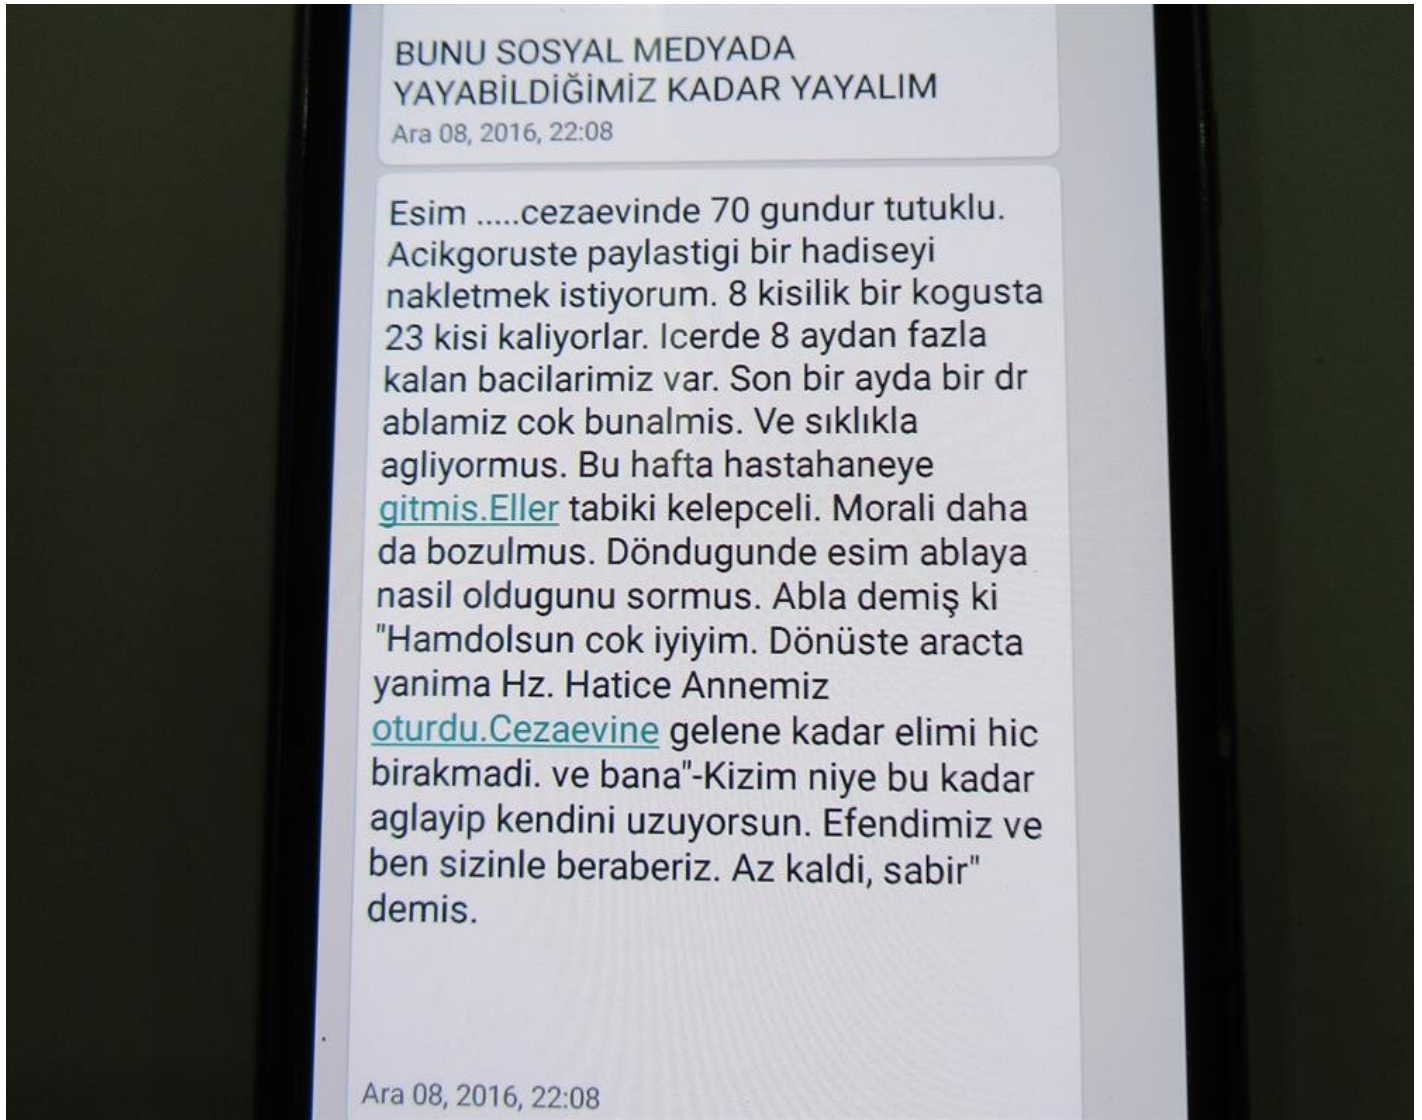 BUNU SOSYAL MEDYADA
YAYABİLDİĞİMİZ KADAR YAYALIM
Ara 08, 2016, 22:08
Esim .....cezaevinde 70 gundur tutuklu.
Acikgoruste paylastigi bir hadiseyi
nakletmek istiyorum. 8 kisilik bir kogusta
23 kisi kaliyorlar. Icerde 8 aydan fazla
kalan bacilarimiz var. Son bir ayda bir dr
ablamiz cok bunalmis. Ve sıklıkla
agliyormus. Bu hafta hastahaneye
gitmis.Eller tabiki kelepceli. Morali daha
da bozulmus. Döndugunde esim ablaya
nasil oldugunu sormus. Abla demiş ki
"Hamdolsun cok iyiyim. Dönüste aracta
yanima Hz. Hatice Annemiz
oturdu.Cezaevine gelene kadar elimi hic
birakmadi. ve bana"-Kizim niye bu kadar
aglayip kendini uzuyorsun. Efendimiz ve
ben sizinle beraberiz. Az kaldi, sabir"
demis.
Ara 08, 2016, 22:08